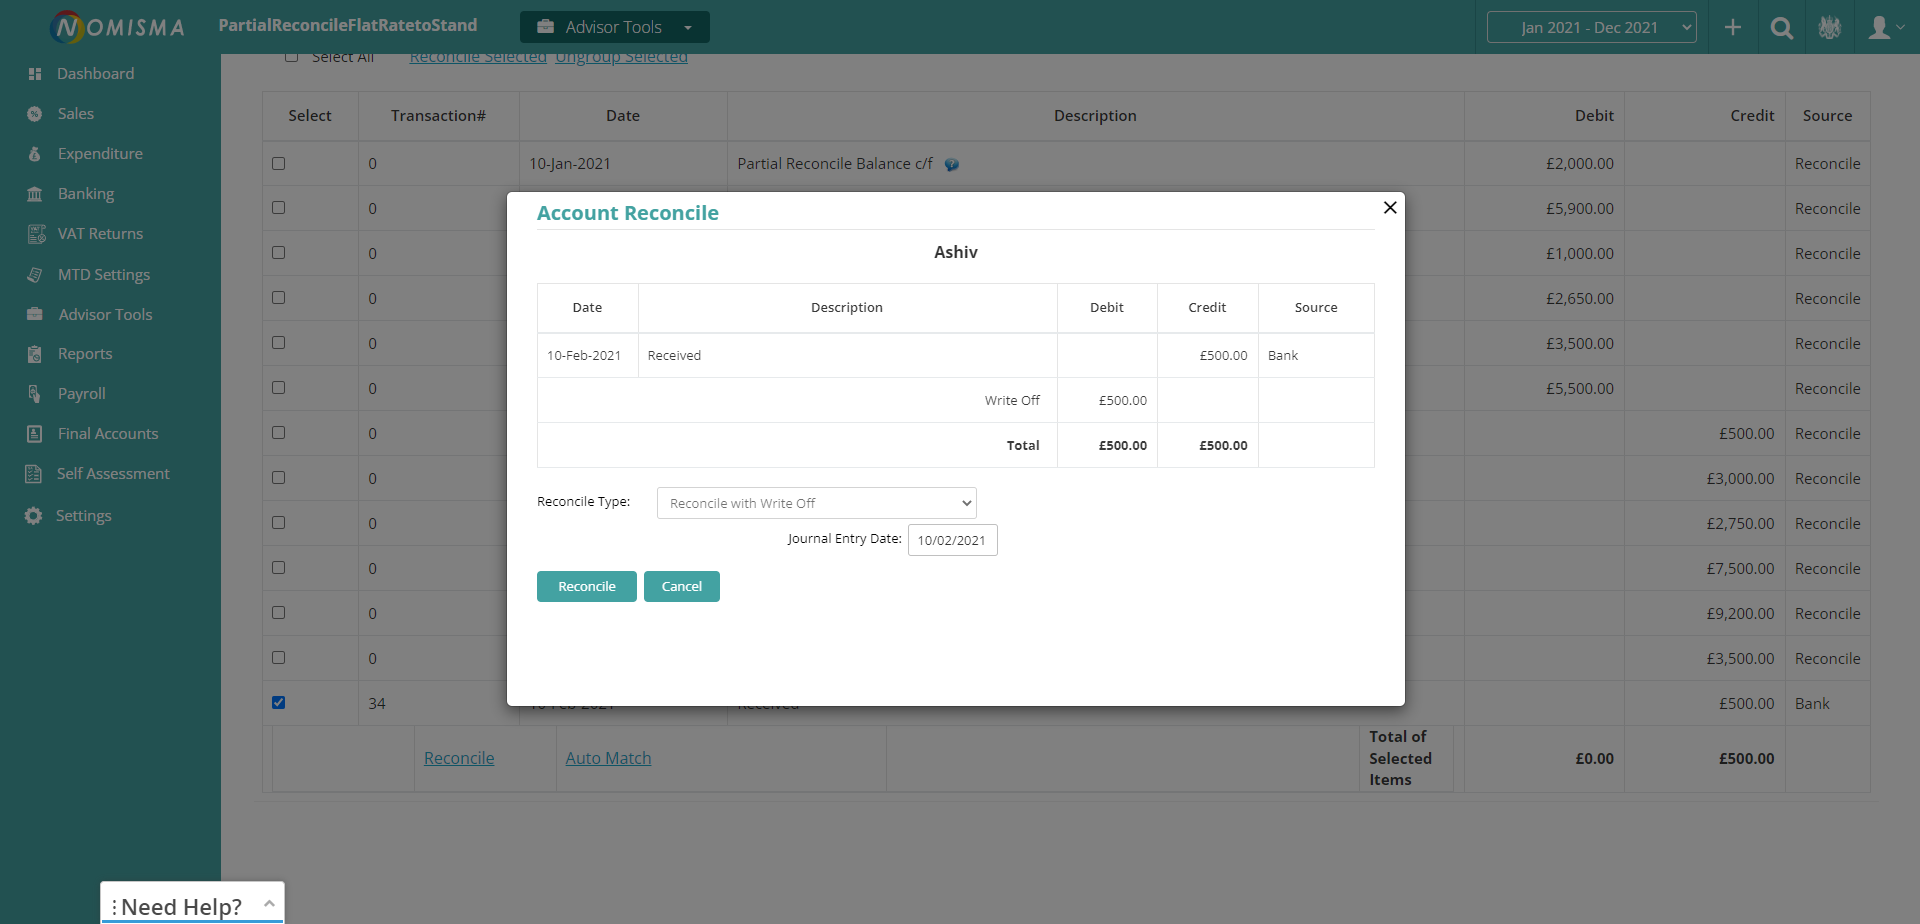 NOMISMA
PartialReconcileFlatRatetoStand
Advisor Tools
Jan 2021 - Dec 2021
Dashboard
Sales
Expenditure
Banking
VAT Returns
MTD Settings
Advisor Tools
Reports
Payroll
Final Accounts
Self Assessment
Settings
Select All Reconcile Selected Ungroup Selected
Select Transaction# Date Description Debit Credit Source
0 10-Jan-2021 Partial Reconcile Balance c/f £2,000.00 Reconcile
0 £5,900.00 Reconcile
0 £1,000.00 Reconcile
0 £2,650.00 Reconcile
0 £3,500.00 Reconcile
0 £5,500.00 Reconcile
0 £500.00 Reconcile
0 £3,000.00 Reconcile
0 £2,750.00 Reconcile
0 £7,500.00 Reconcile
0 £9,200.00 Reconcile
0 £3,500.00 Reconcile
34 10-Feb-2021 Received £500.00 Bank
Reconcile Auto Match Total of Selected Items £0.00 £500.00
Account Reconcile
Ashiv
Date Description Debit Credit Source
10-Feb-2021 Received £500.00 Bank
Write Off £500.00
Total £500.00 £500.00
Reconcile Type: Reconcile with Write Off
Journal Entry Date: 10/02/2021
Reconcile Cancel
Need Help?